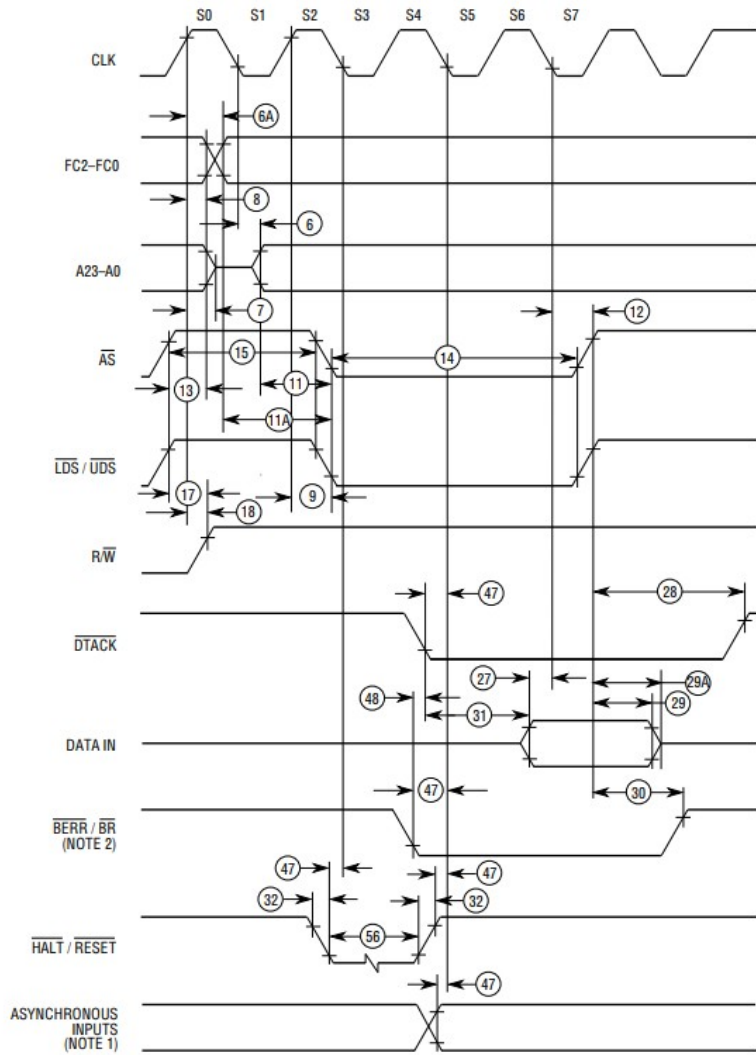 S0 S1 S2 S3 S4 S5 S6 S7
CLK
6A
FC2–FC0
8
6
A23–A0
7
12
AS
15
14
13
11
11A
LDS / UDS
17
9
18
R/W
47
28
DTACK
27
29A
48
31
29
DATA IN
47
30
BERR / BR
(NOTE 2)
47
47
32
32
56
HALT / RESET
47
ASYNCHRONOUS
INPUTS
(NOTE 1)